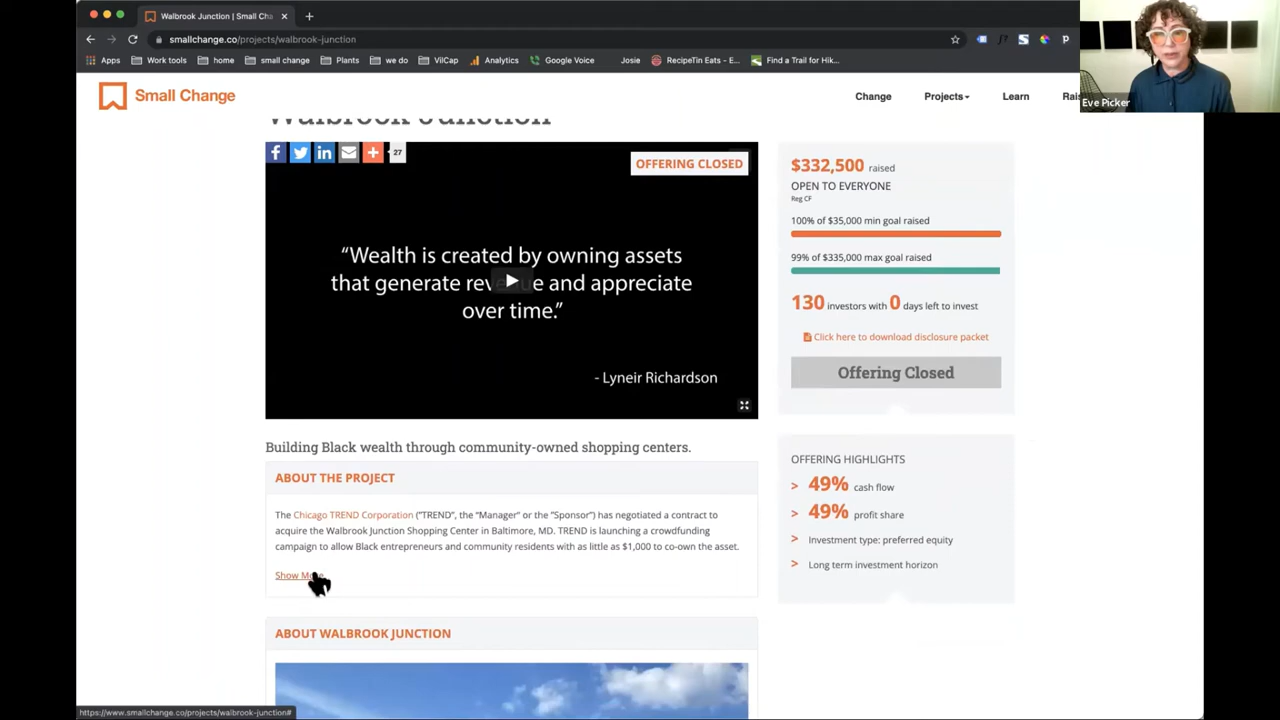 Walbrook Junction | Small Cha
smallchange.co/projects/walbrook-junction
Apps
Work tools
home
small change
Plants
we do
VilCap
Analytics
Google Voice
Josie
RecipeTin Eats - E...
Find a Trail for Hik...
Eve Picker
Small Change
Change
Projects
Learn
Walbrook Junction
27
OFFERING CLOSED
“Wealth is created by owning assets
that generate revenue and appreciate
over time.”
- Lyneir Richardson
$332,500 raised
OPEN TO EVERYONE
Reg CF
100% of $35,000 min goal raised
99% of $335,000 max goal raised
130 investors with 0 days left to invest
Click here to download disclosure packet
Offering Closed
Building Black wealth through community-owned shopping centers.
ABOUT THE PROJECT
The Chicago TREND Corporation (“TREND”, the “Manager” or the “Sponsor”) has negotiated a contract to
acquire the Walbrook Junction Shopping Center in Baltimore, MD. TREND is launching a crowdfunding
campaign to allow Black entrepreneurs and community residents with as little as $1,000 to co-own the asset.
Show More
OFFERING HIGHLIGHTS
> 49% cash flow
> 49% profit share
> Investment type: preferred equity
> Long term investment horizon
ABOUT WALBROOK JUNCTION
https://www.smallchange.co/projects/walbrook-junction#